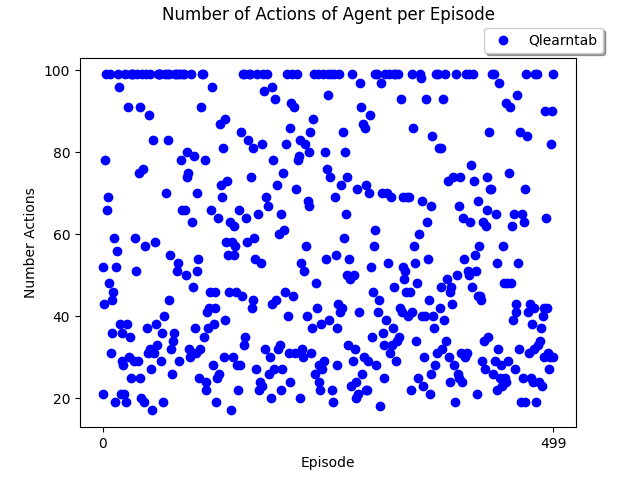 Number of Actions of Agent per Episode
Qlearntab
100
80
60
40
20
Number Actions
0
499
Episode